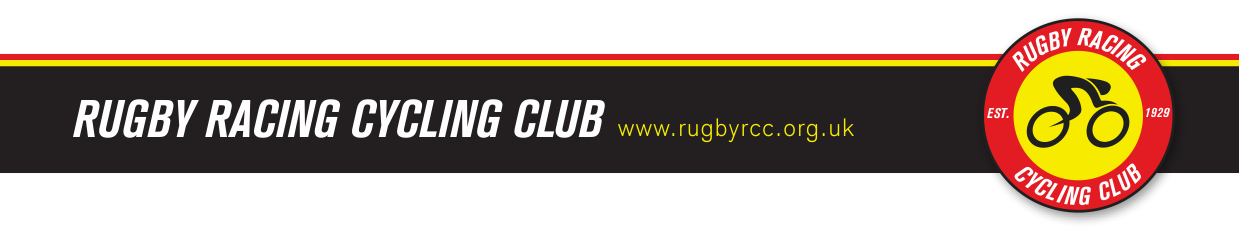 RUGBY RACING CYCLING CLUB www.rugbyrcc.org.uk
RUGBY RACING
EST. 1929
CYCLING CLUB